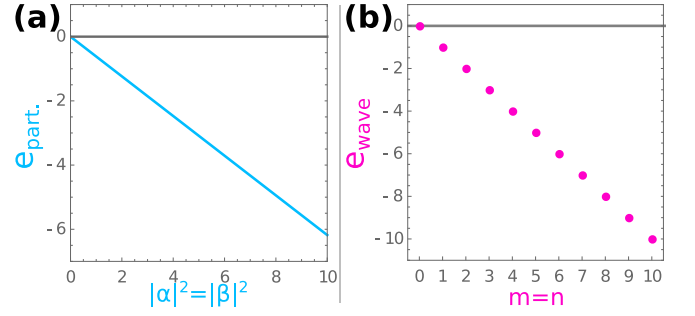 (a)
0
- 2
- 4
- 6
e_part.
0 2 4 6 8 10
|α|²=|β|²
(b)
0
- 2
- 4
- 6
- 8
- 10
e_wave
0 1 2 3 4 5 6 7 8 9 10
m=n